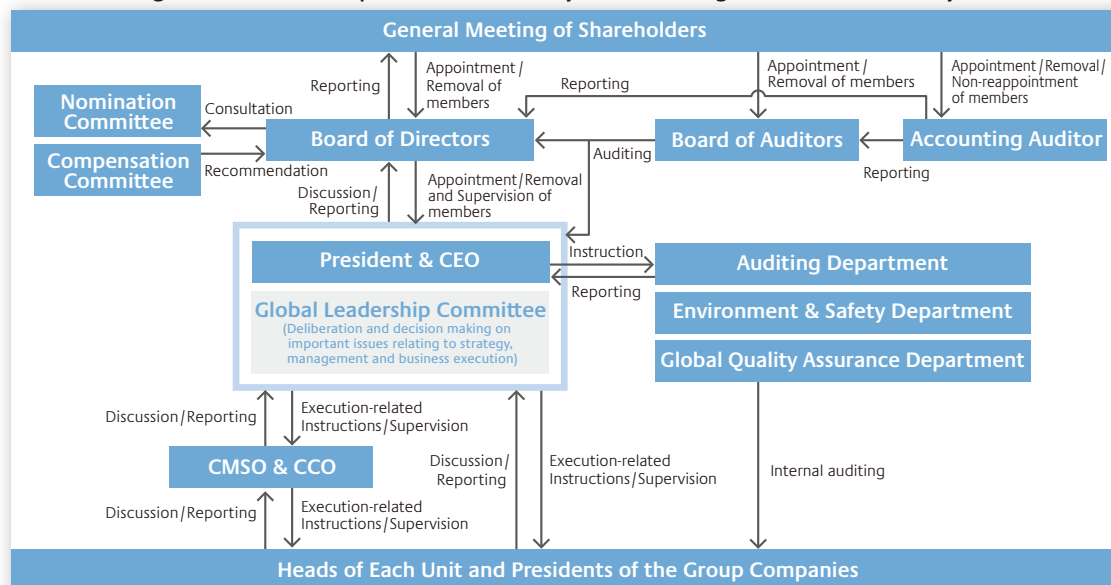 General Meeting of Shareholders
Reporting
Appointment/
Removal of
members
Reporting
Appointment/
Removal of members
Appointment/Removal/
Non-reappointment
of members
Nomination
Committee
Consultation
Board of Directors
Auditing
Board of Auditors
Reporting
Accounting Auditor
Compensation
Committee
Recommendation
Discussion/
Reporting
Appointment/Removal
and Supervision of
members
President & CEO
Instruction
Reporting
Auditing Department
Global Leadership Committee
(Deliberation and decision making on
important issues relating to strategy,
management and business execution)
Environment & Safety Department
Global Quality Assurance Department
Discussion/Reporting
Execution-related
Instructions/Supervision
CMSO & CCO
Discussion/
Reporting
Execution-related
Instructions/Supervision
Internal auditing
Discussion/Reporting
Execution-related
Instructions/Supervision
Heads of Each Unit and Presidents of the Group Companies